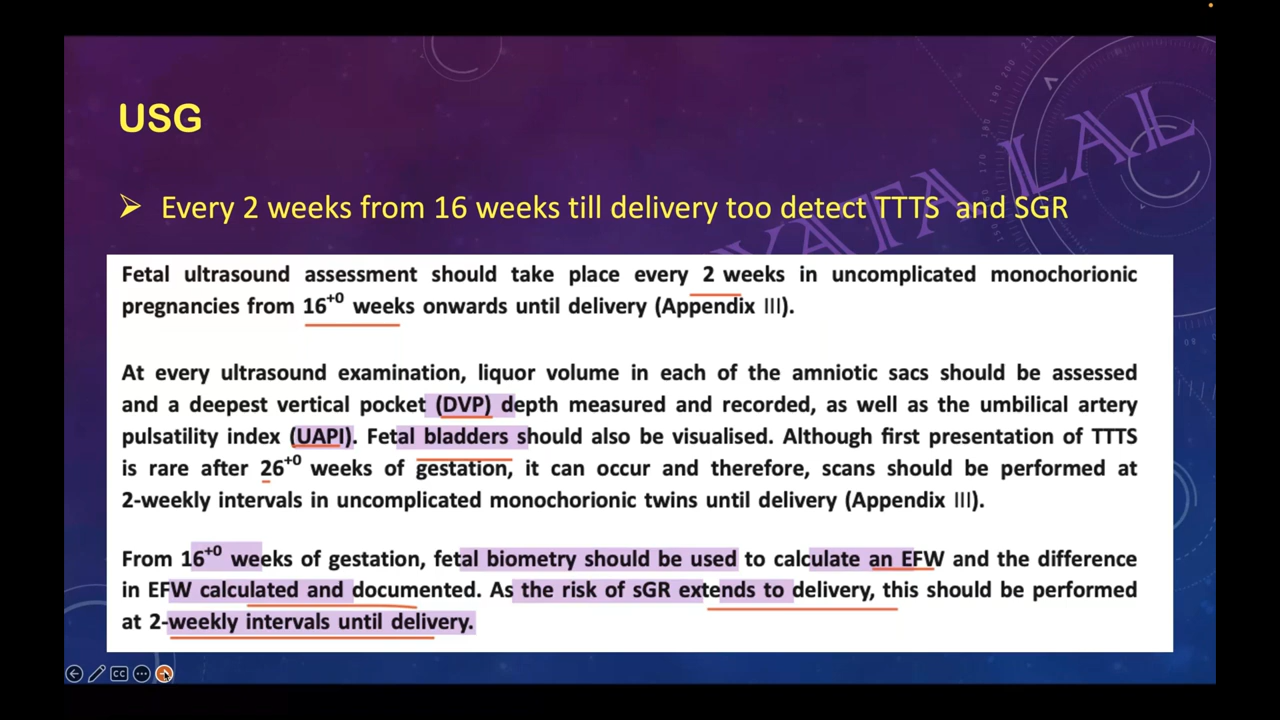 USG
➢ Every 2 weeks from 16 weeks till delivery too detect TTTS and SGR
Fetal ultrasound assessment should take place every 2 weeks in uncomplicated monochorionic
pregnancies from 16⁺⁰ weeks onwards until delivery (Appendix III).
At every ultrasound examination, liquor volume in each of the amniotic sacs should be assessed
and a deepest vertical pocket (DVP) depth measured and recorded, as well as the umbilical artery
pulsatility index (UAPI). Fetal bladders should also be visualised. Although first presentation of TTTS
is rare after 26⁺⁰ weeks of gestation, it can occur and therefore, scans should be performed at
2-weekly intervals in uncomplicated monochorionic twins until delivery (Appendix III).
From 16⁺⁰ weeks of gestation, fetal biometry should be used to calculate an EFW and the difference
in EFW calculated and documented. As the risk of sGR extends to delivery, this should be performed
at 2-weekly intervals until delivery.
CC